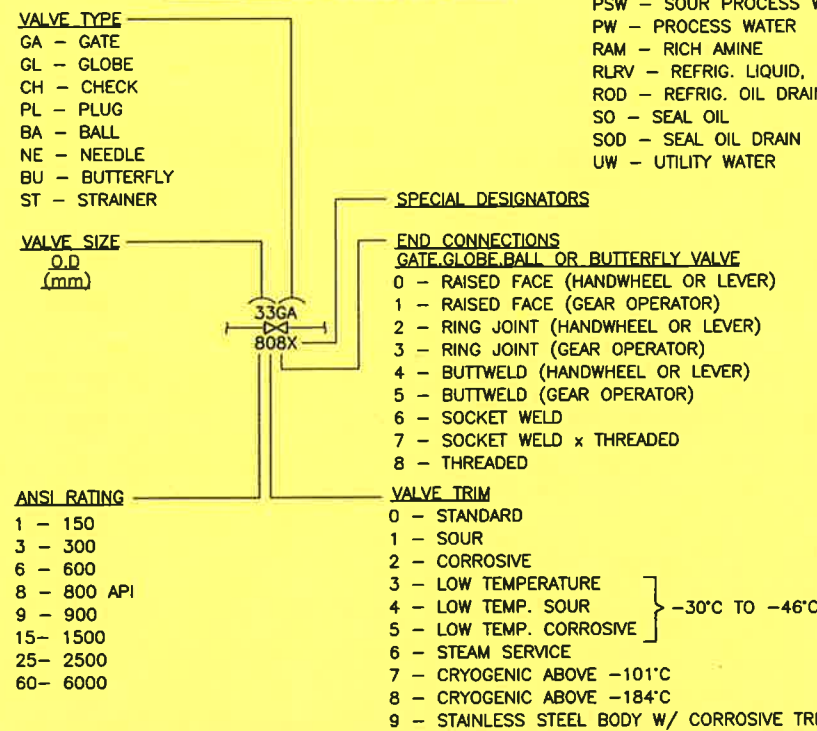 VALVE TYPE
GA – GATE
GL – GLOBE
CH – CHECK
PL – PLUG
BA – BALL
NE – NEEDLE
BU – BUTTERFLY
ST – STRAINER
PSW – SOUR PROCESS
PW – PROCESS WATER
RAM – RICH AMINE
RLRV – REFRIG. LIQUID,
ROD – REFRIG. OIL DRAIN
SO – SEAL OIL
SOD – SEAL OIL DRAIN
UW – UTILITY WATER
VALVE SIZE
O.D
(mm)
33GA
808X
SPECIAL DESIGNATORS
END CONNECTIONS
GATE,GLOBE,BALL OR BUTTERFLY VALVE
0 – RAISED FACE (HANDWHEEL OR LEVER)
1 – RAISED FACE (GEAR OPERATOR)
2 – RING JOINT (HANDWHEEL OR LEVER)
3 – RING JOINT (GEAR OPERATOR)
4 – BUTTWELD (HANDWHEEL OR LEVER)
5 – BUTTWELD (GEAR OPERATOR)
6 – SOCKET WELD
7 – SOCKET WELD x THREADED
8 – THREADED
ANSI RATING
1 – 150
3 – 300
6 – 600
8 – 800 API
9 – 900
15– 1500
25– 2500
60– 6000
VALVE TRIM
0 – STANDARD
1 – SOUR
2 – CORROSIVE
3 – LOW TEMPERATURE
4 – LOW TEMP. SOUR
5 – LOW TEMP. CORROSIVE
–30°C TO –46°C
6 – STEAM SERVICE
7 – CRYOGENIC ABOVE –101°C
8 – CRYOGENIC ABOVE –184°C
9 – STAINLESS STEEL BODY W/ CORROSIVE